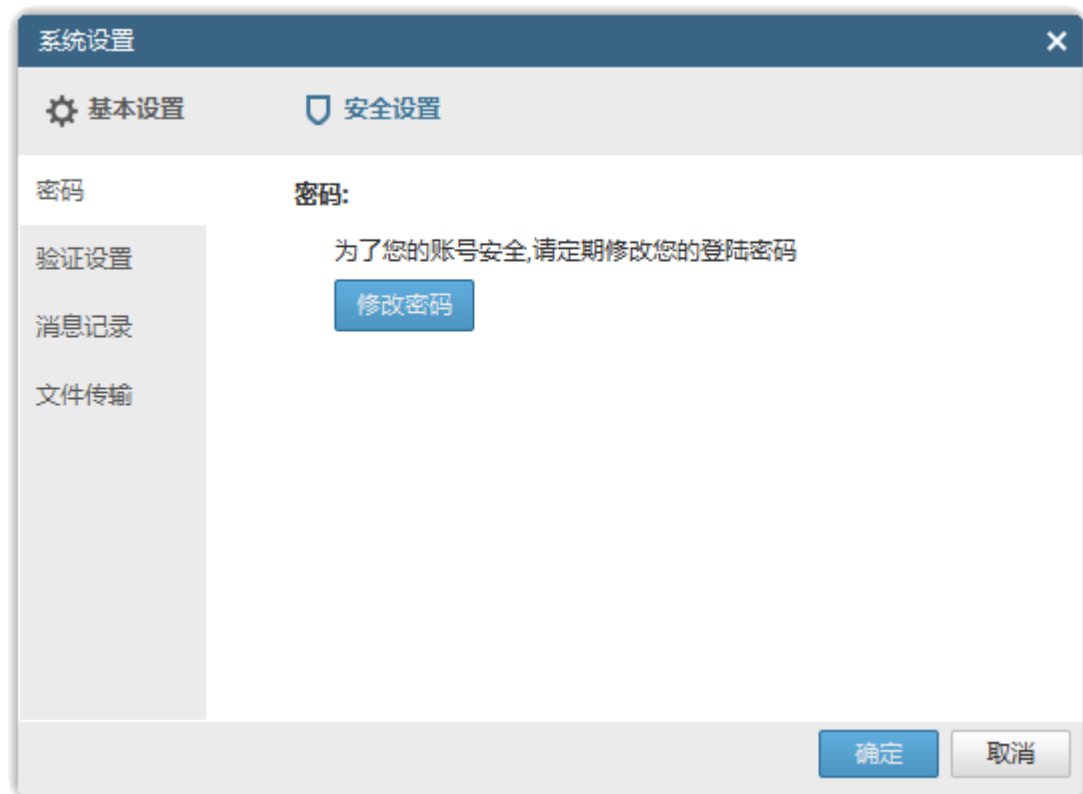 系统设置
基本设置 安全设置
密码
验证设置
消息记录
文件传输
密码:
为了您的账号安全,请定期修改您的登陆密码
修改密码
确定 取消